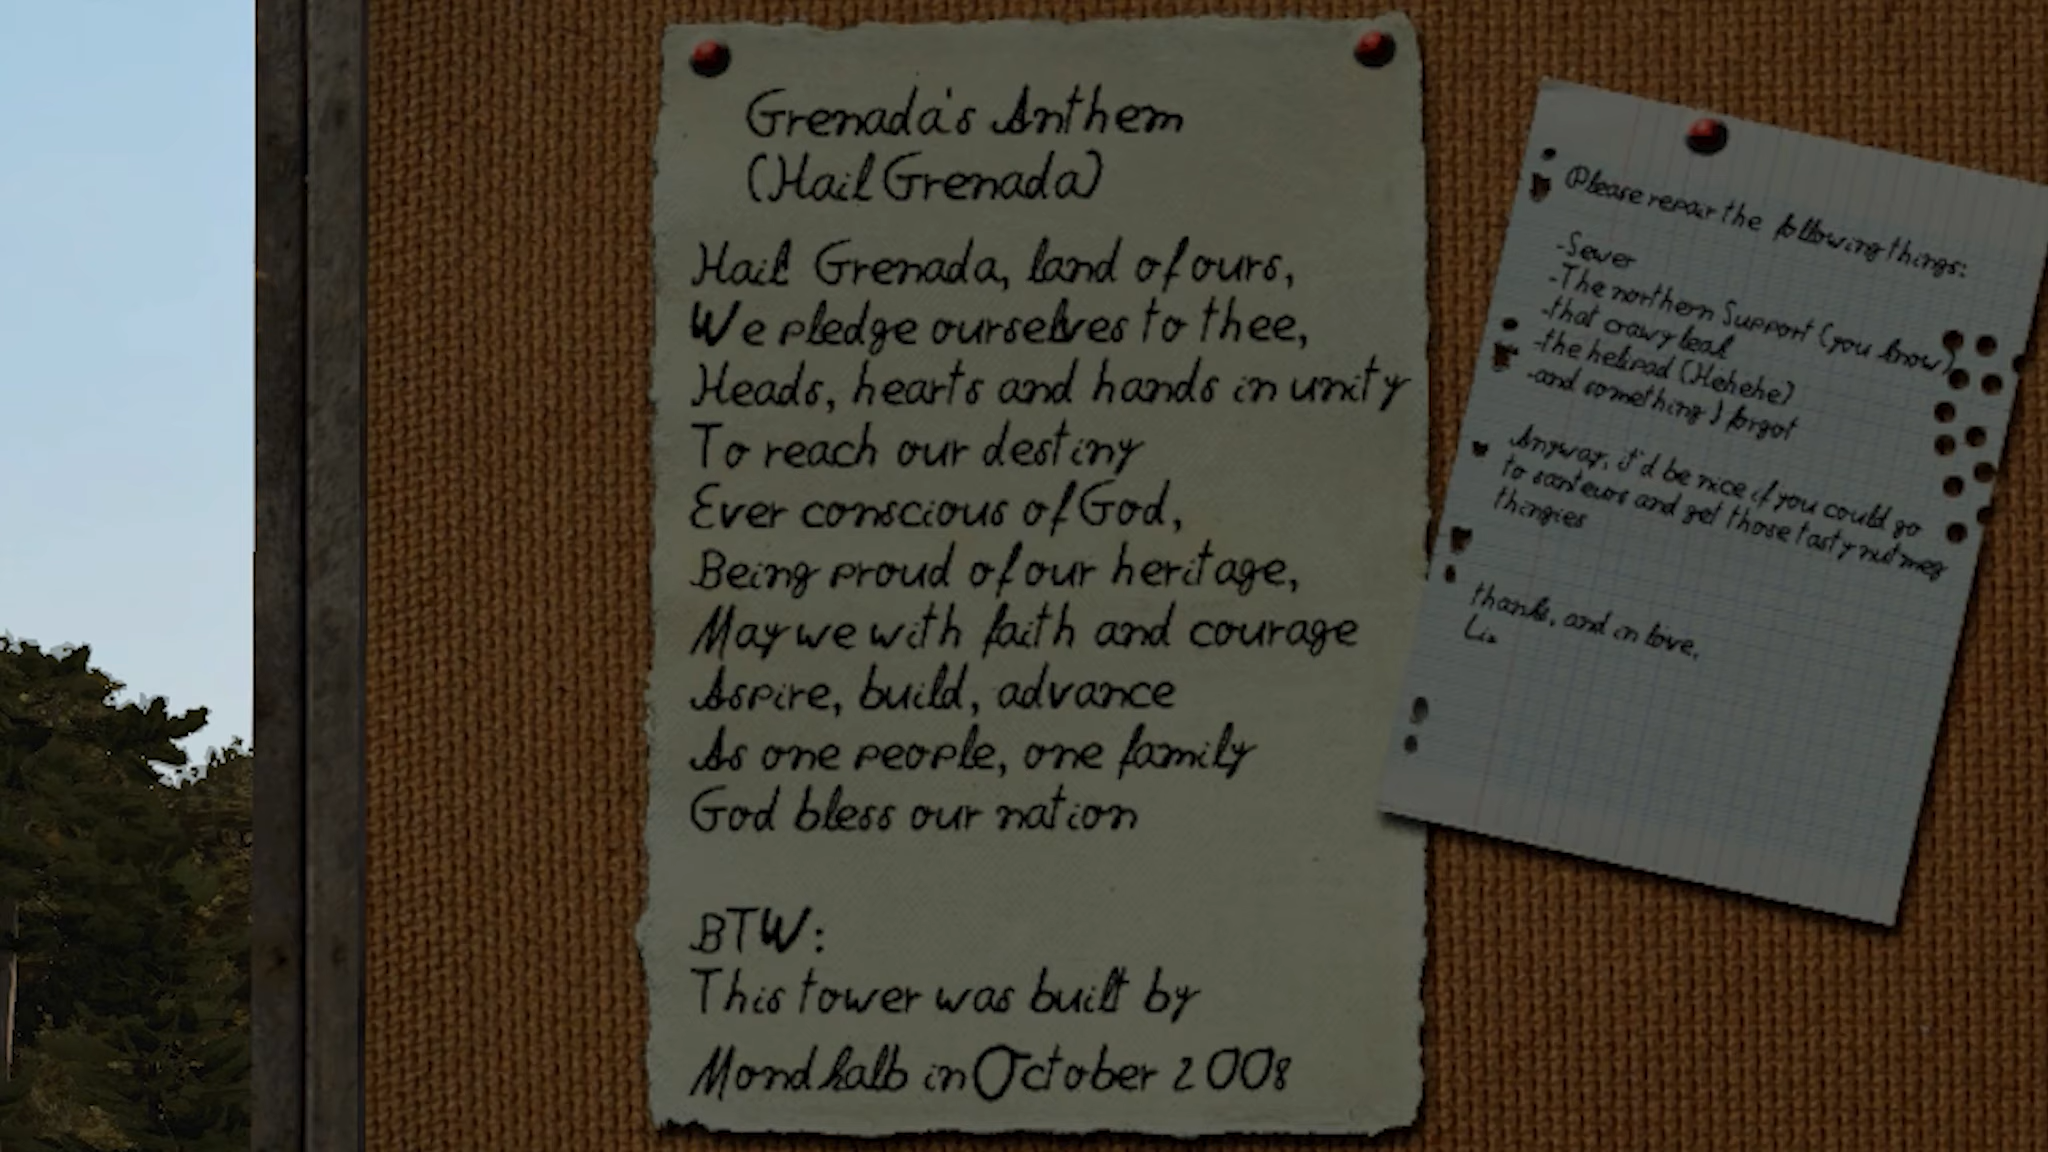 Grenada's Anthem
(Hail Grenada)
Hail Grenada, land of ours,
We pledge ourselves to thee,
Heads, hearts and hands in unity
To reach our destiny
Ever conscious of God,
Being proud of our heritage,
May we with faith and courage
Aspire, build, advance
As one people, one family
God bless our nation
BTW:
This tower was built by
Mondkalb in October 2008
Please repair the following things:
-Sewer
-The northern Support (you know)
-that crawy leak
-the helipad (Hehehe)
-and something I forgot
Anyway, it'd be nice if you could go
to and get those tasty nutmeg
thingies
thanks, and in love,
Liz